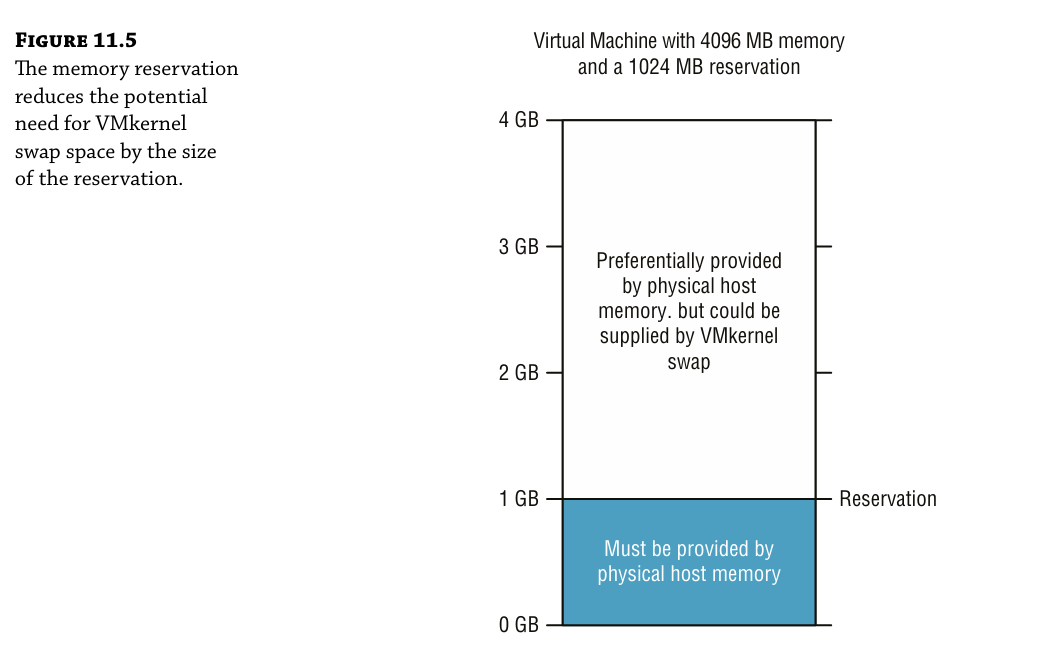 FIGURE 11.5
The memory reservation
reduces the potential
need for VMkernel
swap space by the size
of the reservation.
Virtual Machine with 4096 MB memory
and a 1024 MB reservation
4 GB
3 GB
Preferentially provided
by physical host
memory. but could be
supplied by VMkernel
swap
2 GB
1 GB
Reservation
Must be provided by
physical host memory
0 GB